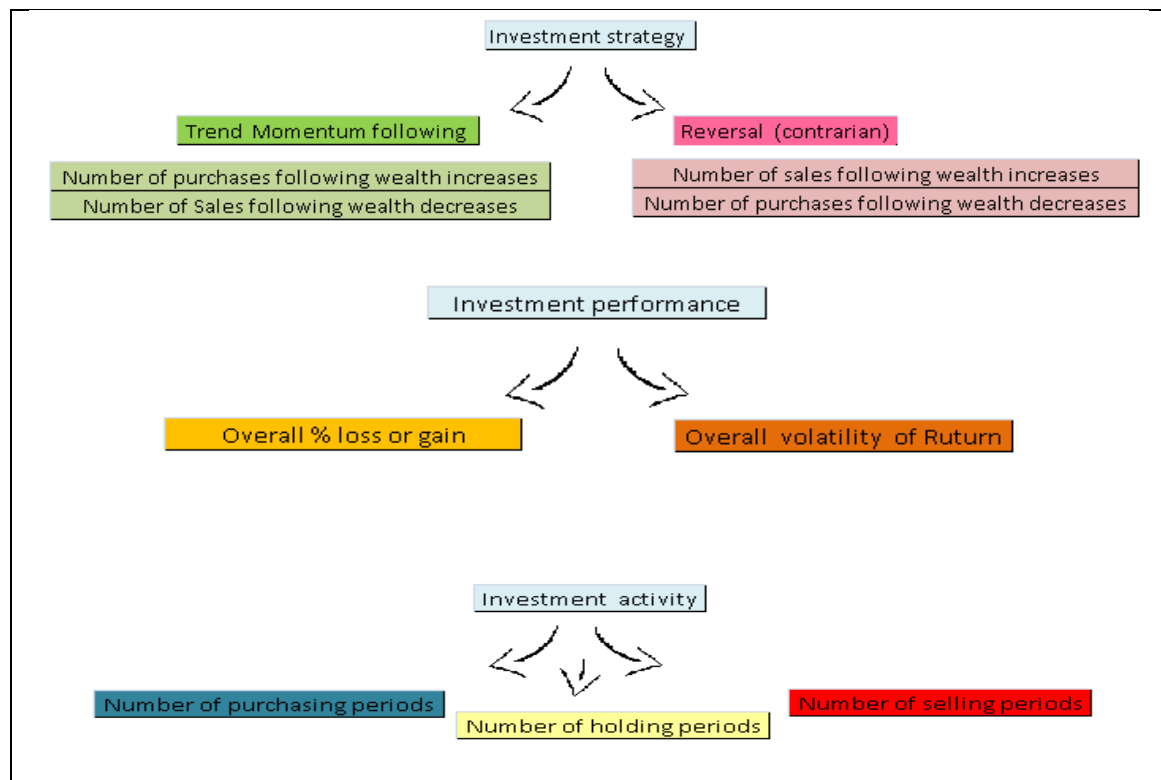 Investment strategy
Trend Momentum following
Reversal (contrarian)
Number of purchases following wealth increases
Number of Sales following wealth decreases
Number of sales following wealth increases
Number of purchases following wealth decreases
Investment performance
Overall % loss or gain
Overall volatility of Ruturn
Investment activity
Number of purchasing periods
Number of holding periods
Number of selling periods